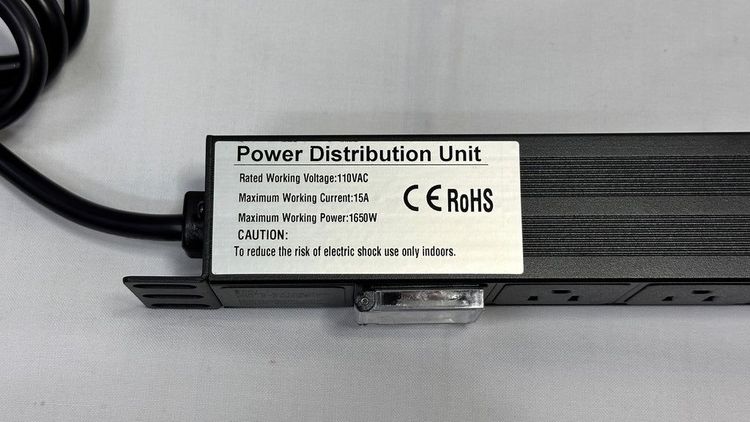 Power Distribution Unit
Rated Working Voltage:110VAC
Maximum Working Current:15A
Maximum Working Power:1650W
CE RoHS
CAUTION:
To reduce the risk of electric shock use only indoors.